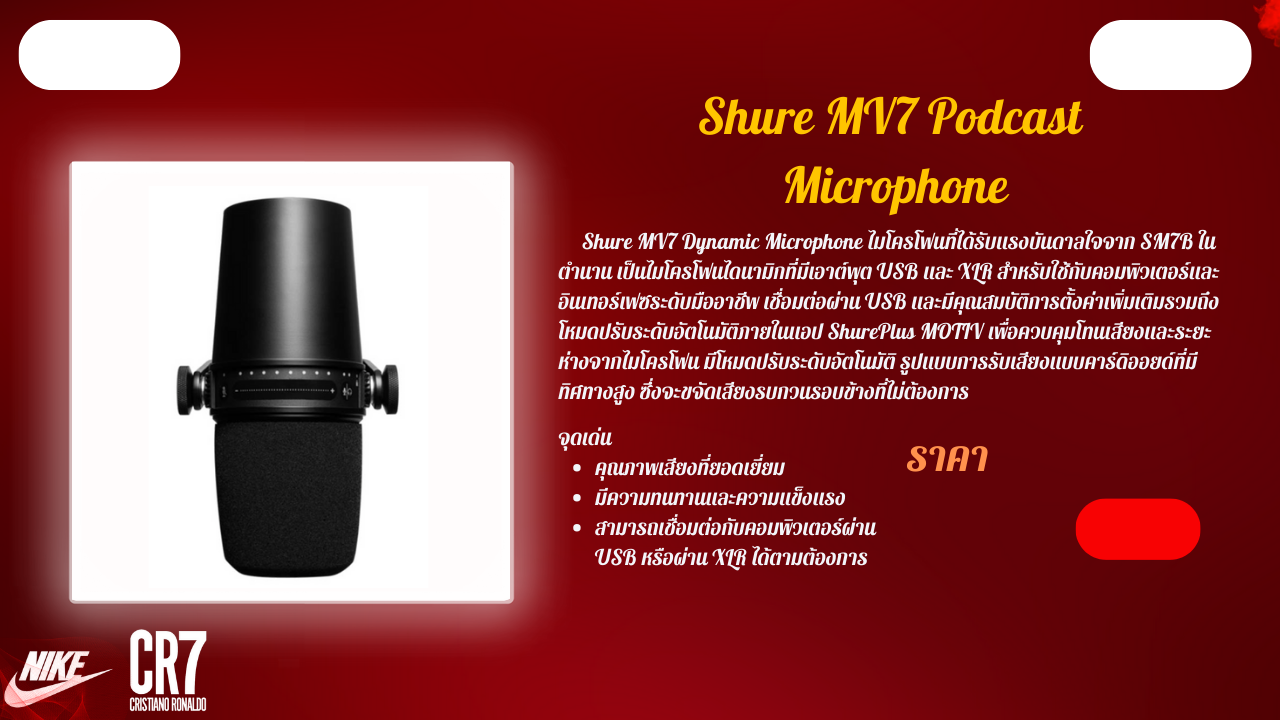 Shure MV7 Podcast
Microphone
Shure MV7 Dynamic Microphone ไมโครโฟนที่ได้รับแรงบันดาลใจจาก SM7B ใน
ตำนาน เป็นไมโครโฟนไดนามิกที่มีเอาต์พุต USB และ XLR สำหรับใช้กับคอมพิวเตอร์และ
อินเทอร์เฟซระดับมืออาชีพ เชื่อมต่อผ่าน USB และมีคุณสมบัติการตั้งค่าเพิ่มเติมรวมถึง
โหมดปรับระดับอัตโนมัติภายในแอป ShurePlus MOTIV เพื่อควบคุมโทนเสียงและระยะ
ห่างจากไมโครโฟน มีโหมดปรับระดับอัตโนมัติ รูปแบบการรับเสียงแบบคาร์ดิออยด์ที่มี
ทิศทางสูง ซึ่งจะขจัดเสียงรบกวนรอบข้างที่ไม่ต้องการ
จุดเด่น
คุณภาพเสียงที่ยอดเยี่ยม
มีความทนทานและความแข็งแรง
สามารถเชื่อมต่อกับคอมพิวเตอร์ผ่าน
USB หรือผ่าน XLR ได้ตามต้องการ
ราคา
NIKE
CR7
CRISTIANO RONALDO